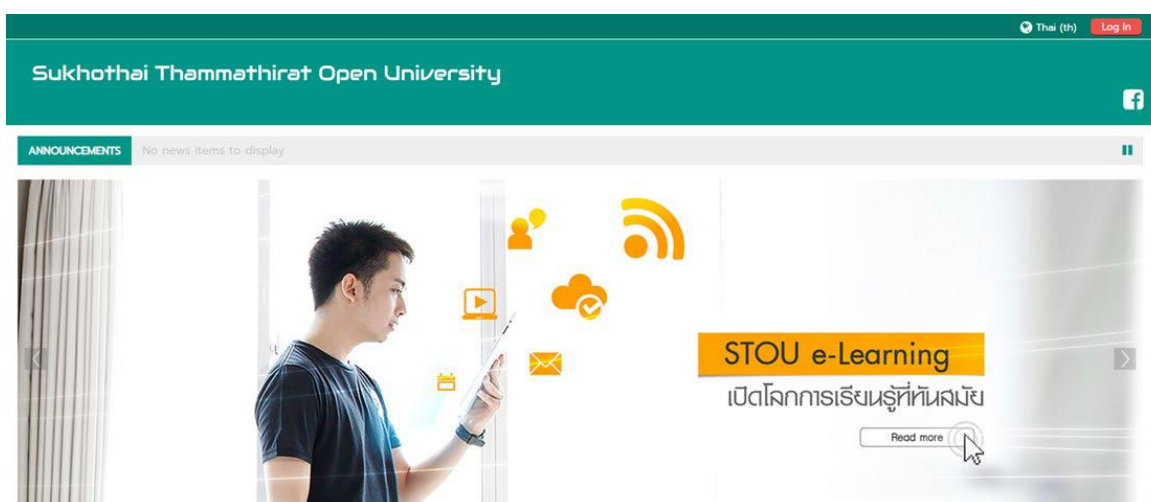 Thai (th) Log In
Sukhothai Thammathirat Open University
ANNOUNCEMENTS No news items to display
STOU e-Learning
เปิดโลกการเรียนรู้ที่ทันสมัย
Read more